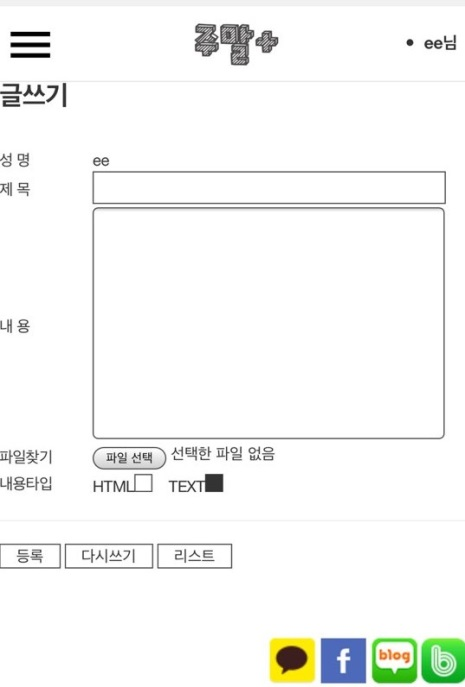 주말+
ee님
글쓰기
성 명 ee
제 목
내 용
파일찾기 파일 선택 선택한 파일 없음
내용타입 HTML TEXT
등록 다시쓰기 리스트
f blog b